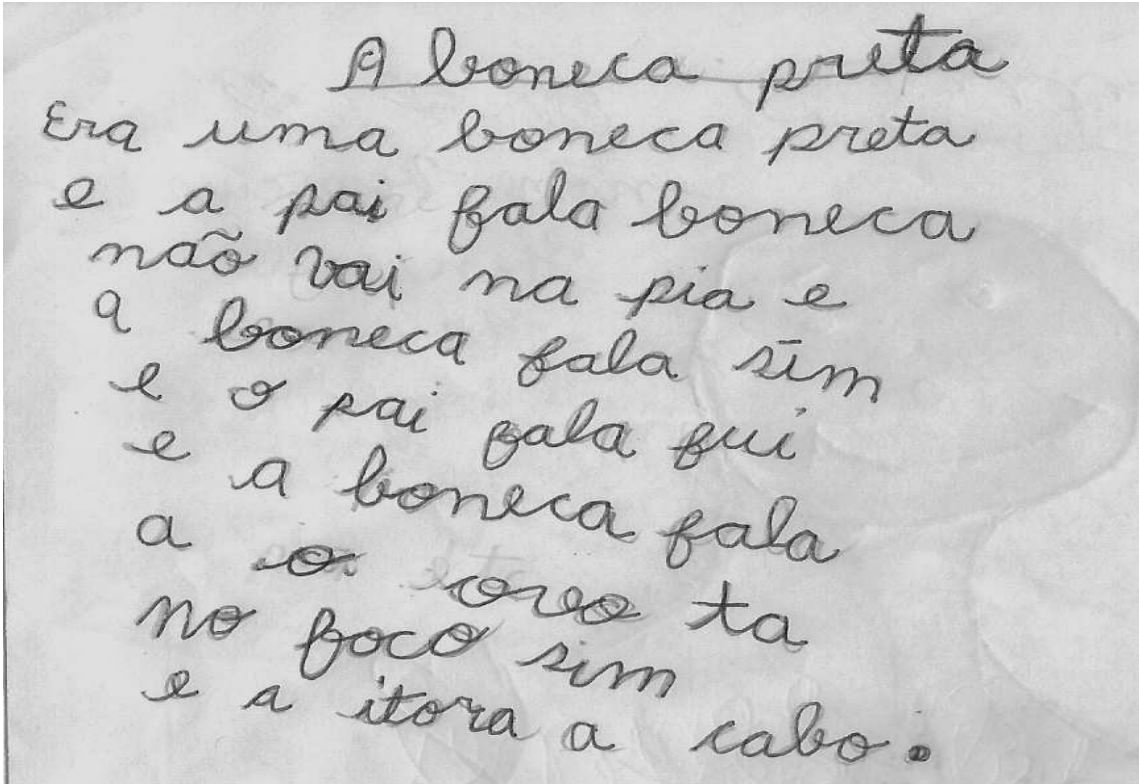 A boneca preta
Era uma boneca preta
e a pai fala boneca
não vai na pia e
a boneca fala sim
e o pai fala fui
e a boneca fala
a o ovo ta
no foco sim
e a itora a cabo.